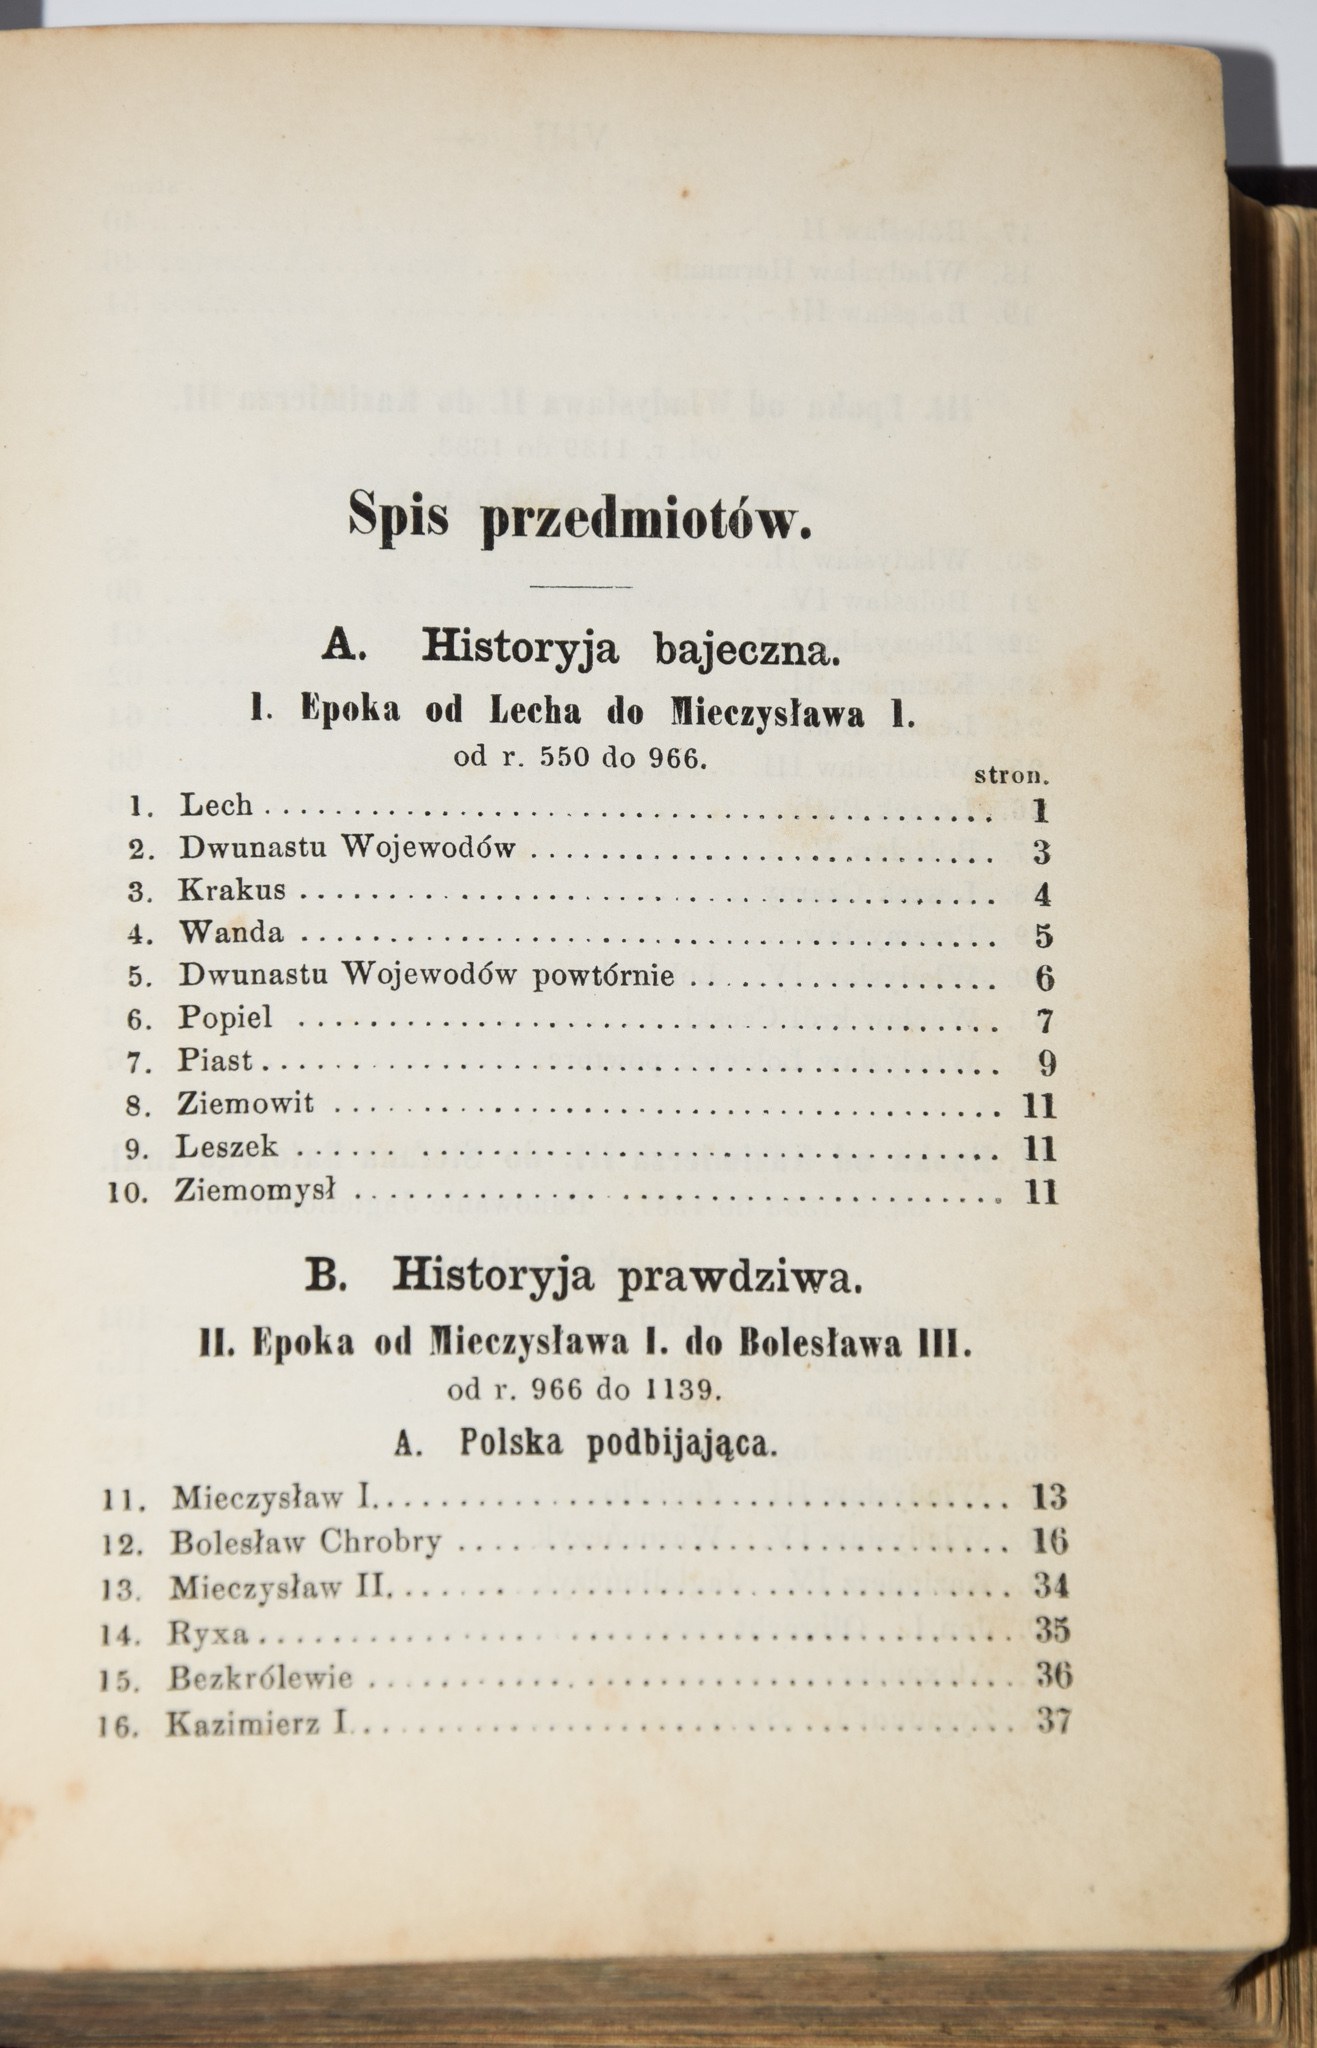 Spis przedmiotów.
A. Historyja bajeczna.
I. Epoka od Lecha do Mieczysława I.
od r. 550 do 966.
stron.
1. Lech . . . . . . . . . . 1
2. Dwunastu Wojewodów . . . . . . . . . . 3
3. Krakus . . . . . . . . . . 4
4. Wanda . . . . . . . . . . 5
5. Dwunastu Wojewodów powtórnie . . . . . . . . . . 6
6. Popiel . . . . . . . . . . 7
7. Piast . . . . . . . . . . 9
8. Ziemowit . . . . . . . . . . 11
9. Leszek . . . . . . . . . . 11
10. Ziemomysł . . . . . . . . . . 11
B. Historyja prawdziwa.
II. Epoka od Mieczysława I. do Bolesława III.
od r. 966 do 1139.
A. Polska podbijająca.
11. Mieczysław I. . . . . . . . . . 13
12. Bolesław Chrobry . . . . . . . . . . 16
13. Mieczysław II. . . . . . . . . . 34
14. Ryxa . . . . . . . . . . 35
15. Bezkrólewie . . . . . . . . . . 36
16. Kazimierz I . . . . . . . . . . 37